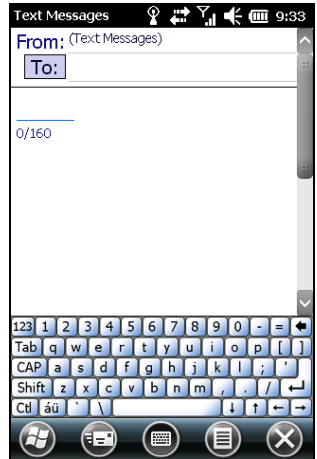 Text Messages 9:33
From: (Text Messages)
To:
0/160
123 1 2 3 4 5 6 7 8 9 0 - =
Tab q w e r t y u i o p [ ]
CAP a s d f g h j k l ; '
Shift z x c v b n m , . /
Ctl áü ` \